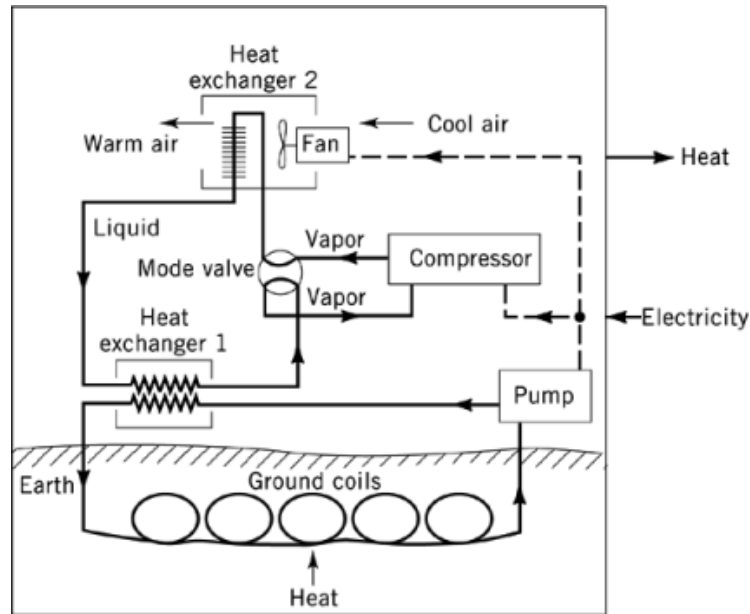 Heat
exchanger 2
Warm air
Fan
Cool air
Heat
Liquid
Vapor
Compressor
Mode valve
Vapor
Electricity
Heat
exchanger 1
Pump
Earth
Ground coils
Heat